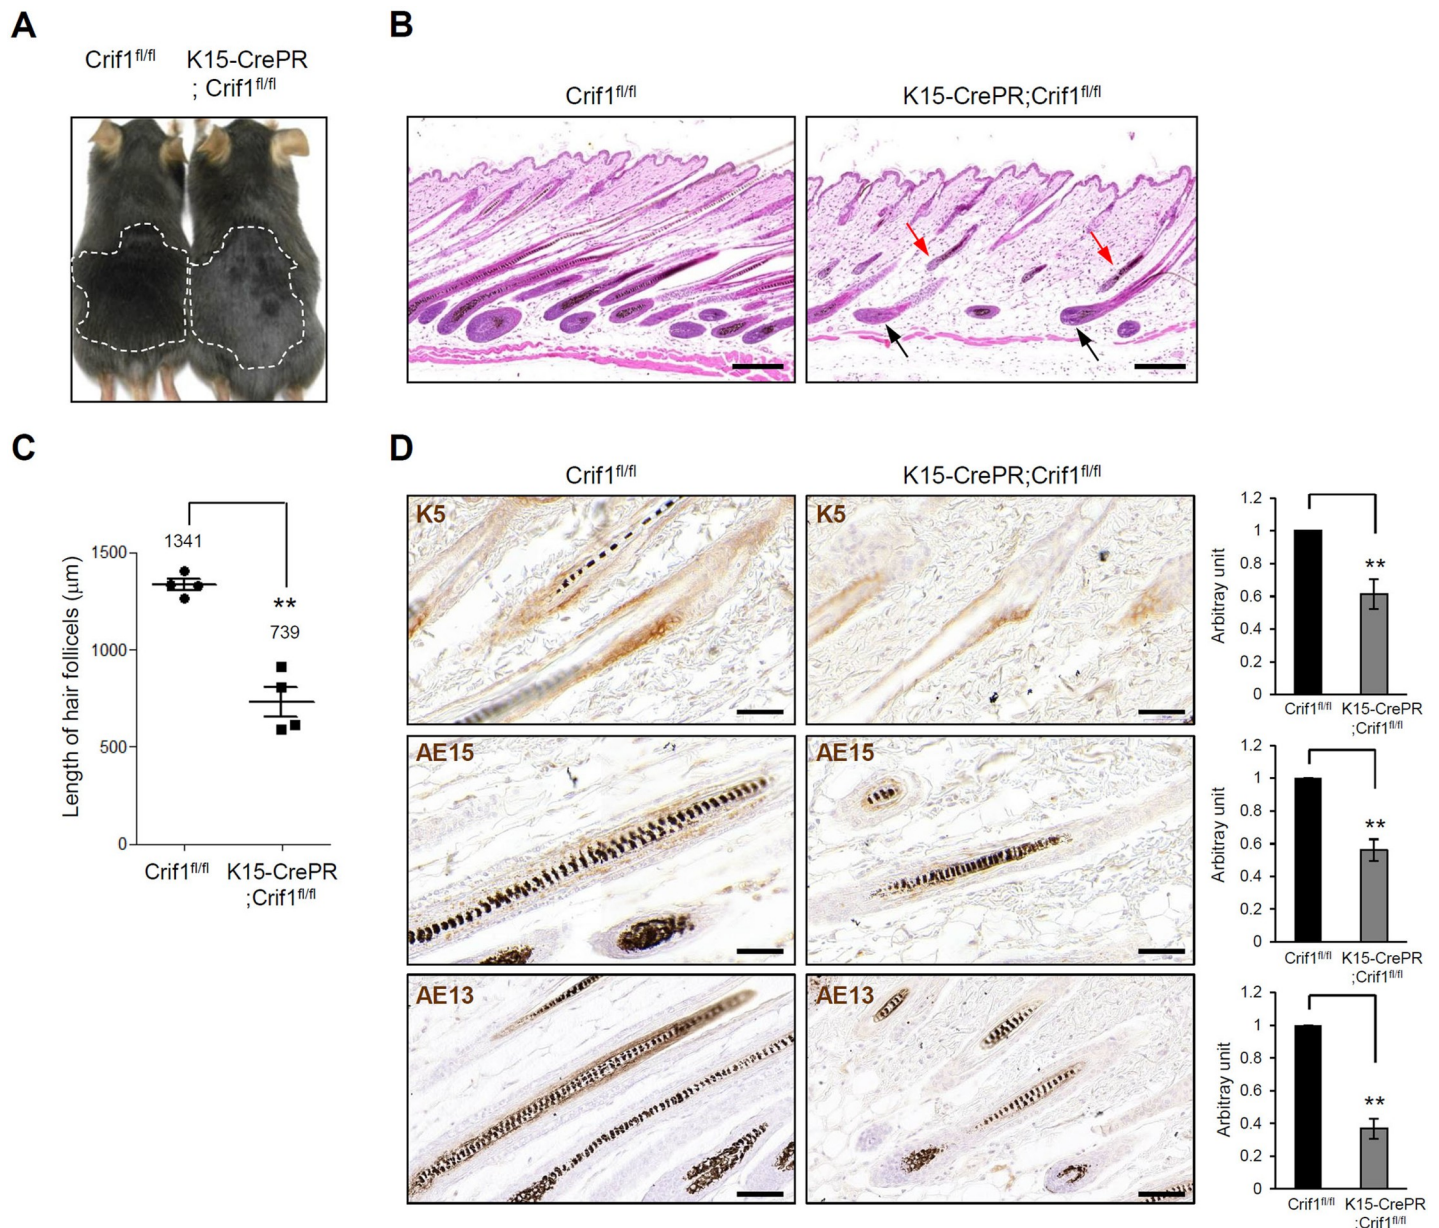 A
Crif1fl/fl
K15-CrePR
; Crif1fl/fl
B
Crif1fl/fl
K15-CrePR;Crif1fl/fl
C
Length of hair follicels (μm)
1500
1000
500
0
1341
**
739
Crif1fl/fl
K15-CrePR
;Crif1fl/fl
D
Crif1fl/fl
K15-CrePR;Crif1fl/fl
K5
K5
Arbitray unit
1.2
1
0.8
0.6
0.4
0.2
0
**
Crif1fl/fl
K15-CrePR
;Crif1fl/fl
AE15
AE15
Arbitray unit
1.2
1
0.8
0.6
0.4
0.2
0
**
Crif1fl/fl
K15-CrePR
;Crif1fl/fl
AE13
AE13
Arbitray unit
1.2
1
0.8
0.6
0.4
0.2
0
**
Crif1fl/fl
K15-CrePR
;Crif1fl/fl